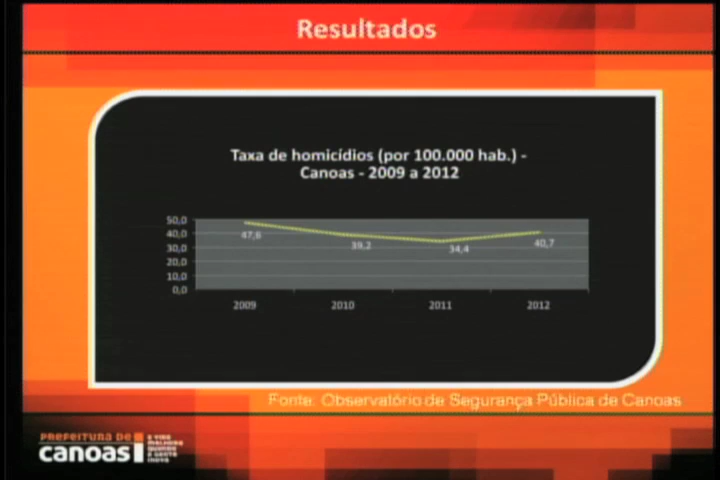 Resultados
Taxa de homicídios (por 100.000 hab.) -
Canoas - 2009 a 2012
50,0
40,0
30,0
20,0
10,0
0,0
47,6
39,2
34,4
40,7
2009
2010
2011
2012
Fonte: Observatório de Segurança Pública de Canoas
PREFEITURA DE
canoas